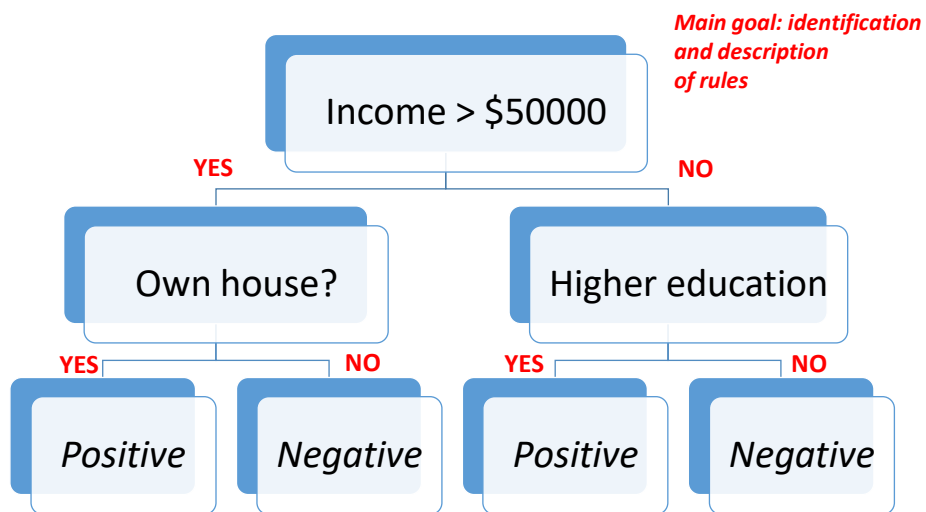 Main goal: identification
and description
of rules
Income > $50000
YES
NO
Own house?
Higher education
YES
NO
YES
NO
Positive
Negative
Positive
Negative